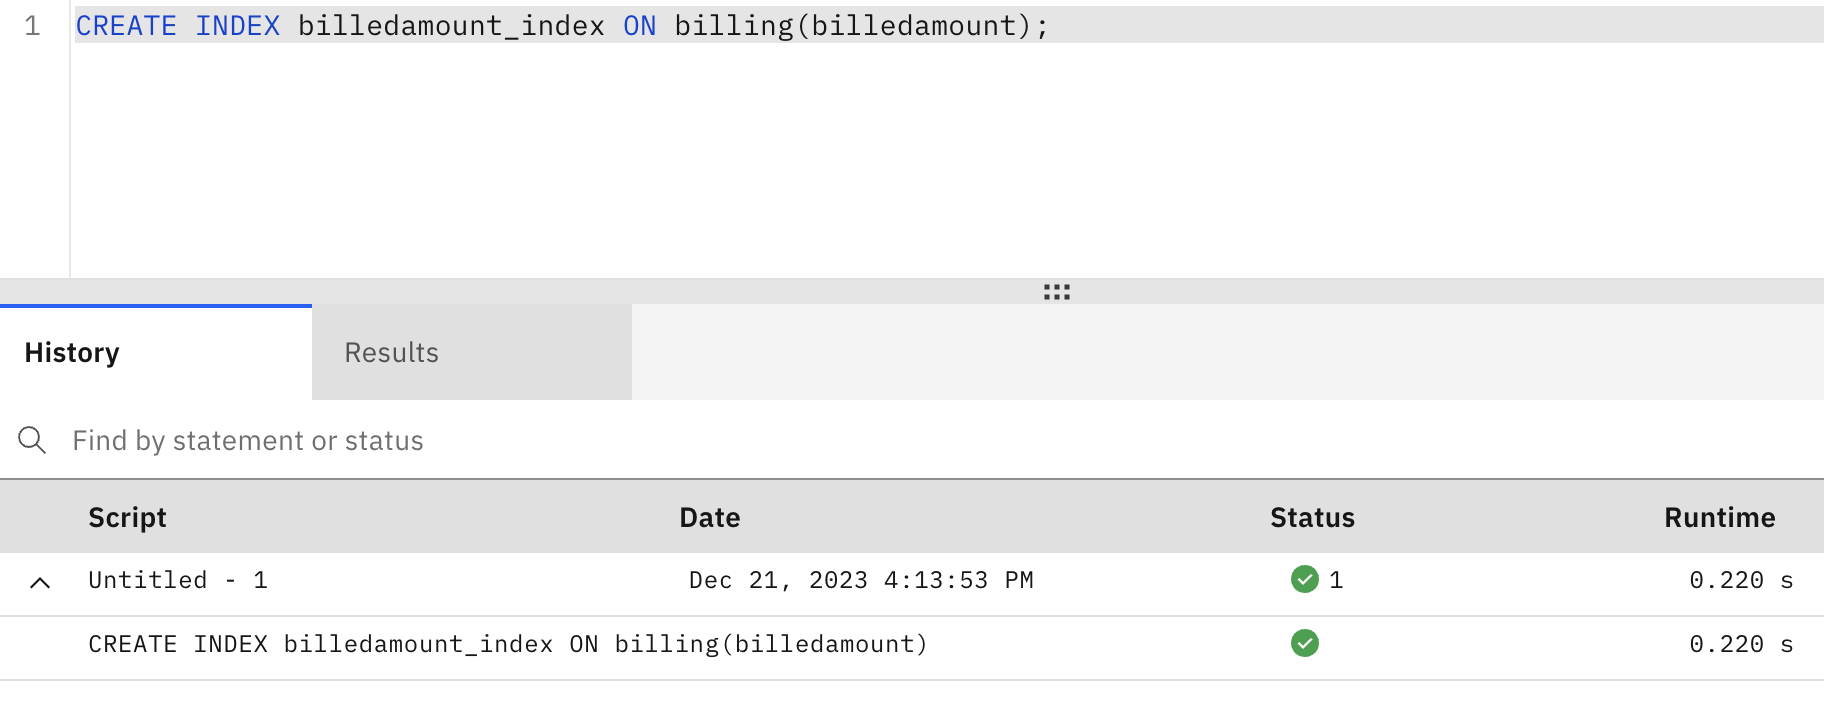 1 CREATE INDEX billedamount_index ON billing(billedamount);
History Results
Find by statement or status
Script Date Status Runtime
Untitled - 1 Dec 21, 2023 4:13:53 PM 1 0.220 s
CREATE INDEX billedamount_index ON billing(billedamount) 0.220 s